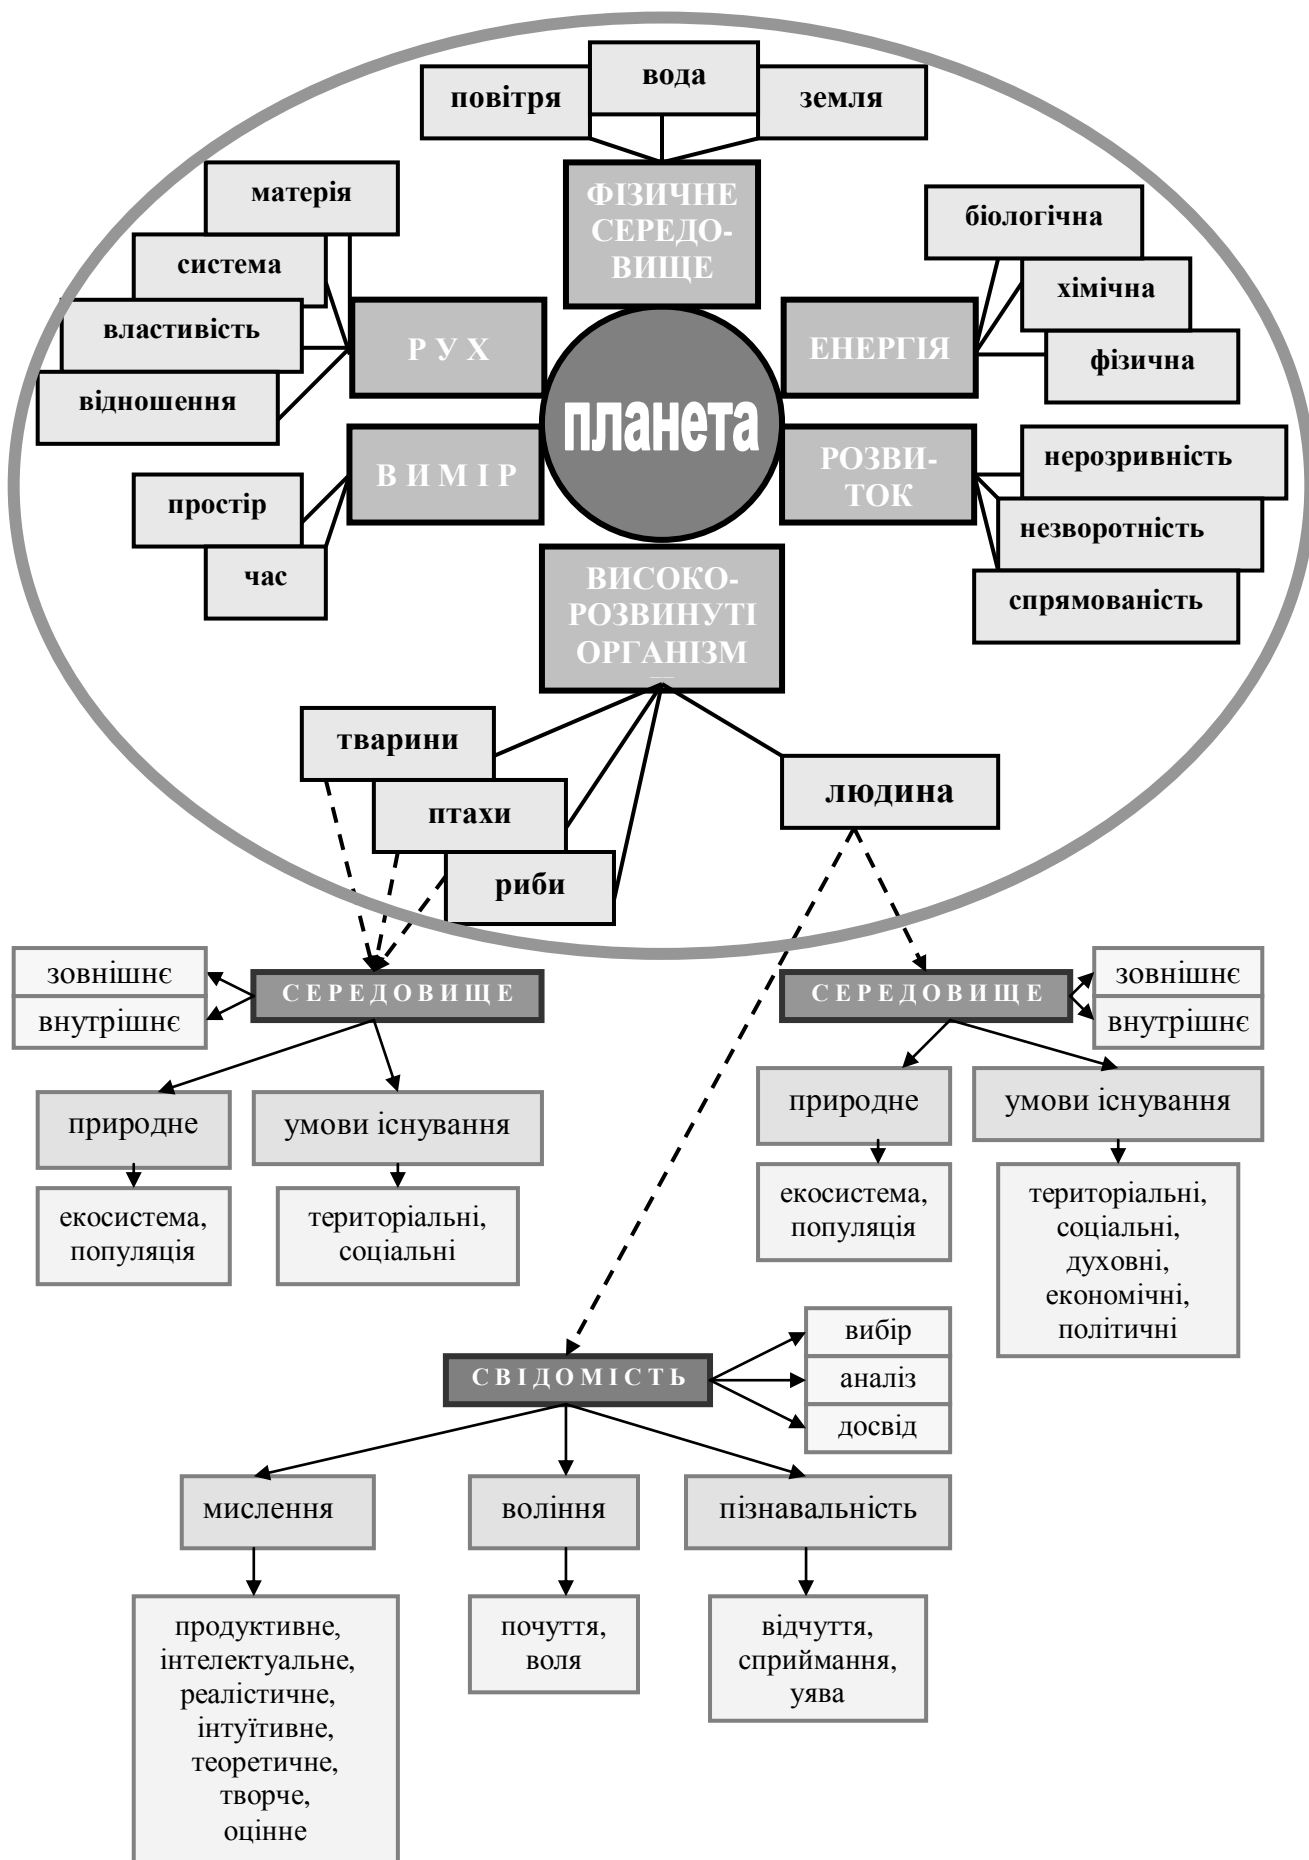 повітря
вода
земля
ФІЗИЧНЕ
СЕРЕДО-
ВИЩЕ
матерія
система
властивість
відношення
Р У Х
біологічна
хімічна
фізична
ЕНЕРГІЯ
планета
В И М І Р
простір
час
РОЗВИ-
ТОК
нерозривність
незворотність
спрямованість
ВИСОКО-
РОЗВИНУТІ
ОРГАНІЗМ
тварини
птахи
риби
людина
зовнішнє
внутрішнє
С Е Р Е Д О В И Щ Е
природне
умови існування
екосистема,
популяція
територіальні,
соціальні
С Е Р Е Д О В И Щ Е
зовнішнє
внутрішнє
природне
умови існування
екосистема,
популяція
територіальні,
соціальні,
духовні,
економічні,
політичні
С В І Д О М І С Т Ь
вибір
аналіз
досвід
мислення
воління
пізнавальність
продуктивне,
інтелектуальне,
реалістичне,
інтуїтивне,
теоретичне,
творче,
оцінне
почуття,
воля
відчуття,
сприймання,
уява